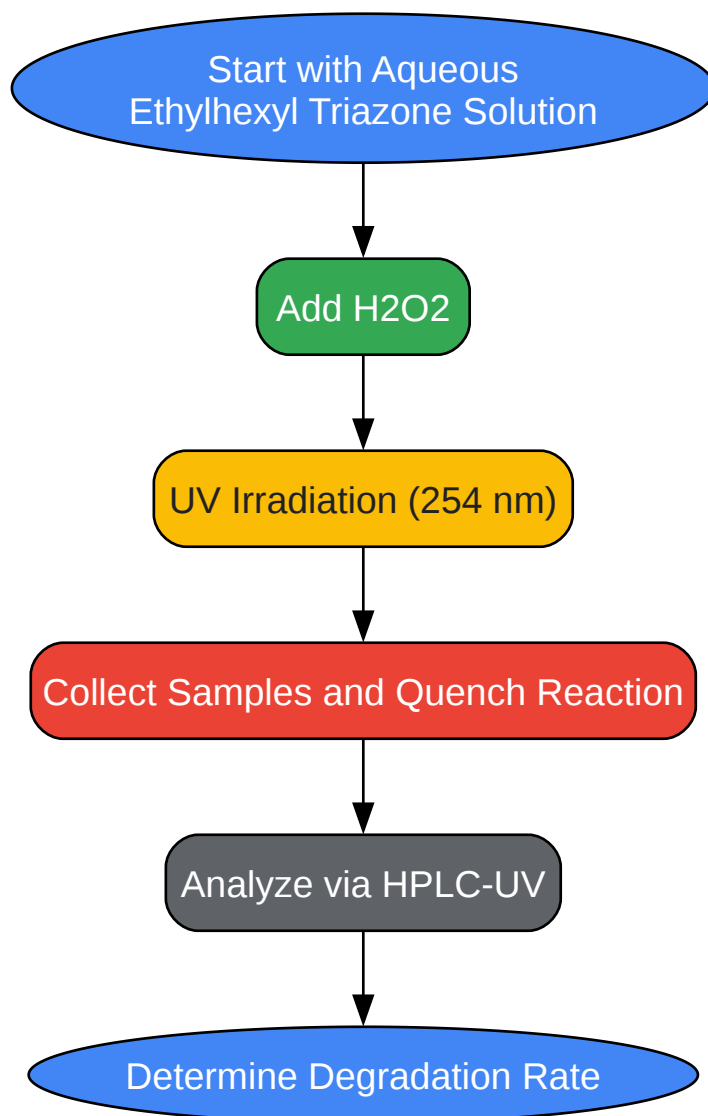 Start with Aqueous
Ethylhexyl Triazone Solution
Add H2O2
UV Irradiation (254 nm)
Collect Samples and Quench Reaction
Analyze via HPLC-UV
Determine Degradation Rate